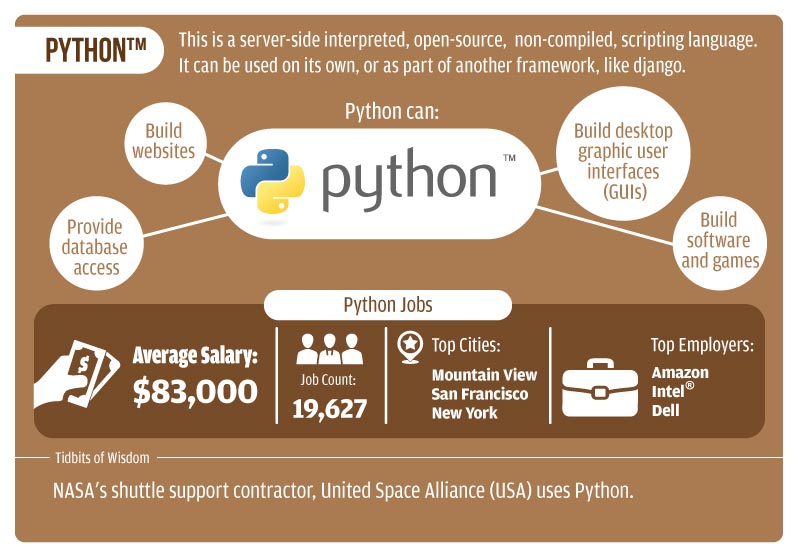 PYTHON™
This is a server-side interpreted, open-source, non-compiled, scripting language.
It can be used on its own, or as part of another framework, like django.
Python can:
Build
websites
Provide
database
access
python™
Build desktop
graphic user
interfaces
(GUIs)
Build
software
and games
Python Jobs
$
Average Salary:
$83,000
Job Count:
19,627
Top Cities:
Mountain View
San Francisco
New York
Top Employers:
Amazon
Intel®
Dell
Tidbits of Wisdom
NASA's shuttle support contractor, United Space Alliance (USA) uses Python.